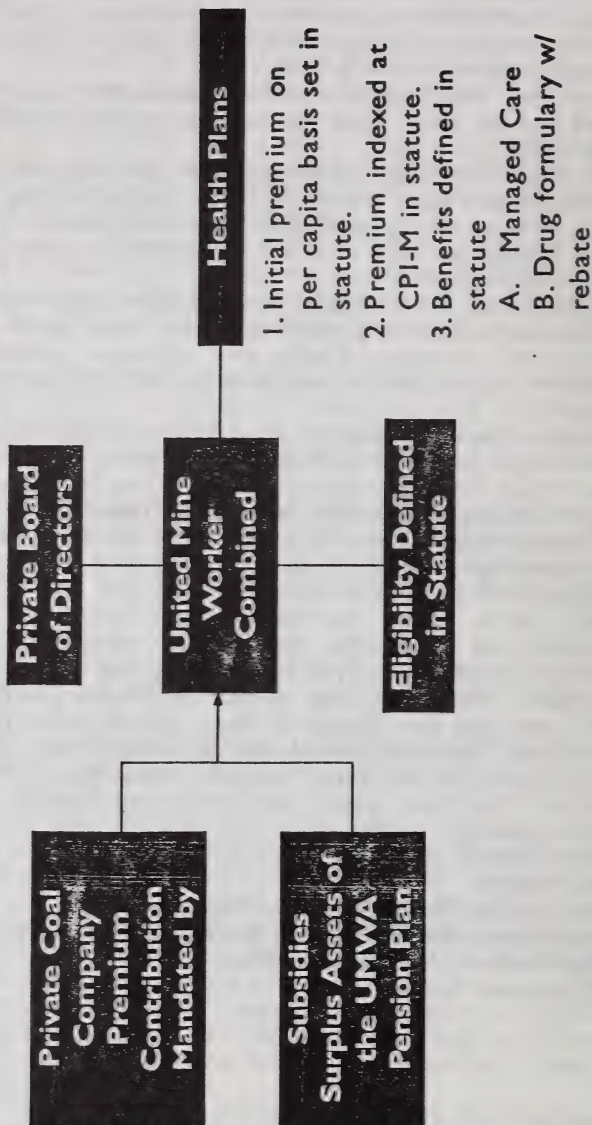 Private Coal
Company
Premium
Contribution
Mandated by
Subsidies
Surplus Assets of
the UMWA
Pension Plan
Private Board
of Directors
United Mine
Worker
Combined
Eligibility Defined
in Statute
Health Plans
1. Initial premium on
per capita basis set in
statute.
2. Premium indexed at
CPI-M in statute.
3. Benefits defined in
statute
A. Managed Care
B. Drug formulary w/
rebate